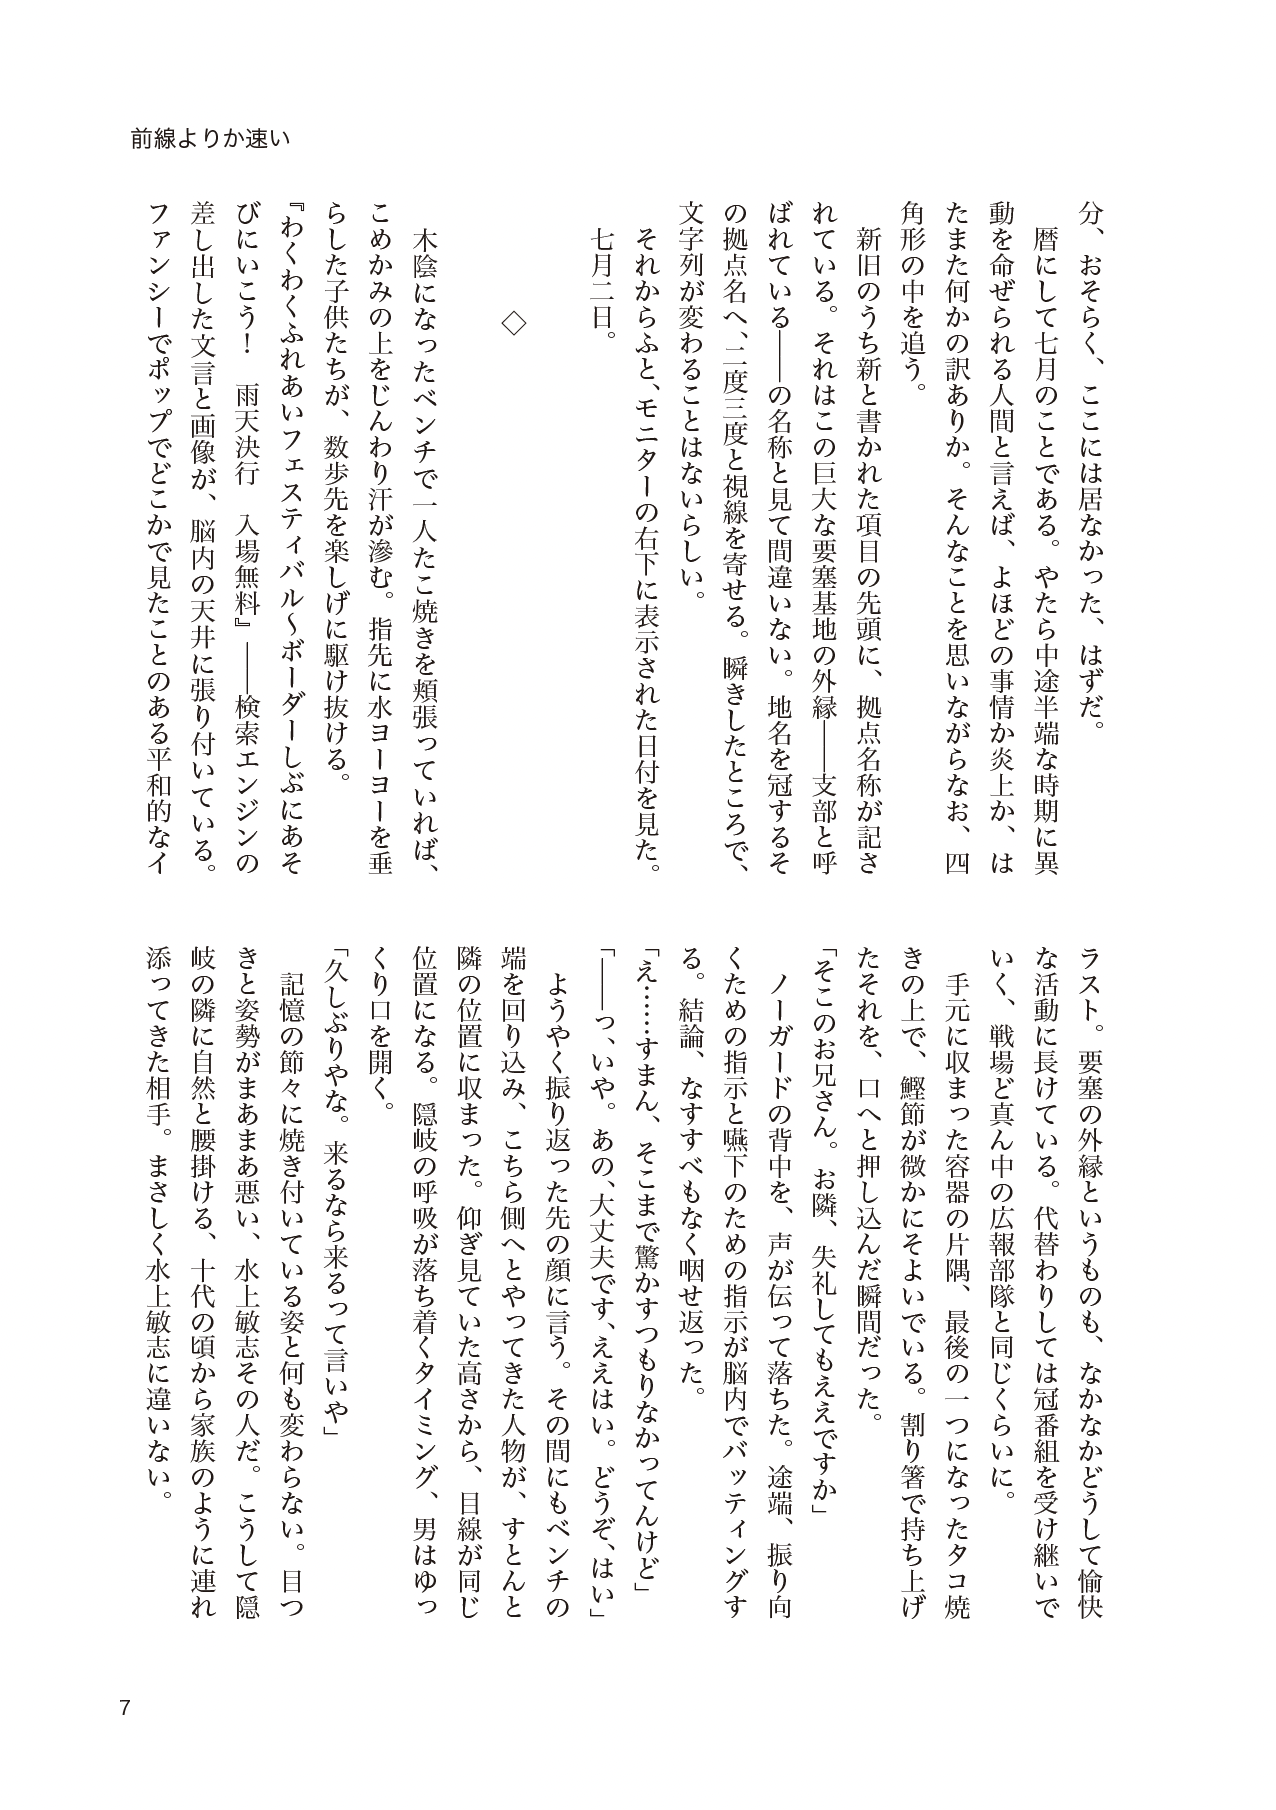 前線よりか速い
分、おそらく、ここには居なかった、はずだ。
　暦にして七月のことである。やたら中途半端な時期に異
動を命ぜられる人間と言えば、よほどの事情か炎上か、は
たまた何かの訳ありか。そんなことを思いながらなお、四
角形の中を追う。
　新旧のうち新と書かれた項目の先頭に、拠点名称が記さ
れている。それはこの巨大な要塞基地の外縁――支部と呼
ばれている――の名称と見て間違いない。地名を冠するそ
の拠点名へ、二度三度と視線を寄せる。瞬きしたところで、
文字列が変わることはないらしい。
　それからふと、モニターの右下に表示された日付を見た。
　七月二日。
◇
　木陰になったベンチで一人たこ焼きを頬張っていれば、
こめかみの上をじんわり汗が滲む。指先に水ヨーヨーを垂
らした子供たちが、数歩先を楽しげに駆け抜ける。
『わくわくふれあいフェスティバル～ボーダーしぶにあそ
びにいこう！　雨天決行　入場無料』――検索エンジンの
差し出した文言と画像が、脳内の天井に張り付いている。
ファンシーでポップでどこかで見たことのある平和的なイ
ラスト。要塞の外縁というものも、なかなかどうして愉快
な活動に長けている。代替わりしては冠番組を受け継いで
いく、戦場ど真ん中の広報部隊と同じくらいに。
　手元に収まった容器の片隅、最後の一つになったタコ焼
きの上で、鰹節が微かにそよいでいる。割り箸で持ち上げ
たそれを、口へと押し込んだ瞬間だった。
「そこのお兄さん。お隣、失礼してもええですか」
　ノーガードの背中を、声が伝って落ちた。途端、振り向
くための指示と嚥下のための指示が脳内でバッティングす
る。結論、なすすべもなく咽せ返った。
「え……すまん、そこまで驚かすつもりなかってんけど」
「――っ、いや。あの、大丈夫です、ええはい。どうぞ、はい」
　ようやく振り返った先の顔に言う。その間にもベンチの
端を回り込み、こちら側へとやってきた人物が、すとんと
隣の位置に収まった。仰ぎ見ていた高さから、目線が同じ
位置になる。隠岐の呼吸が落ち着くタイミング、男はゆっ
くり口を開く。
「久しぶりやな。来るなら来るって言いや」
　記憶の節々に焼き付いている姿と何も変わらない。目つ
きと姿勢がまあまあ悪い、水上敏志その人だ。こうして隠
岐の隣に自然と腰掛ける、十代の頃から家族のように連れ
添ってきた相手。まさしく水上敏志に違いない。
7